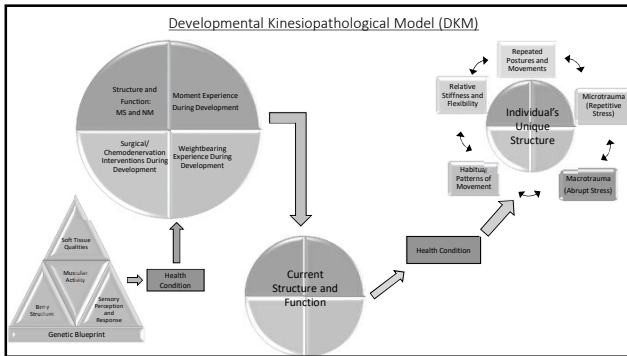 Developmental Kinesiopathological Model (DKM)
Structure and
Function:
MS and NM
Moment Experience
During Development
Surgical/
Chemodenervation
Interventions During
Development
Weightbearing
Experience During
Development
Soft Tissue
Qualities
Muscular
Activity
Structure
Sensory
Perception
and
Response
Genetic Blueprint
Health
Condition
Current
Structure and
Function
Health
Condition
Repeated
Postures and
Movements
Relative
Stiffness and
Flexibility
Individual's
Unique
Structure
Microtrauma
(Repetitive
Stress)
Habitual
Patterns of
Movement
Macrotrauma
(Abrupt Stress)